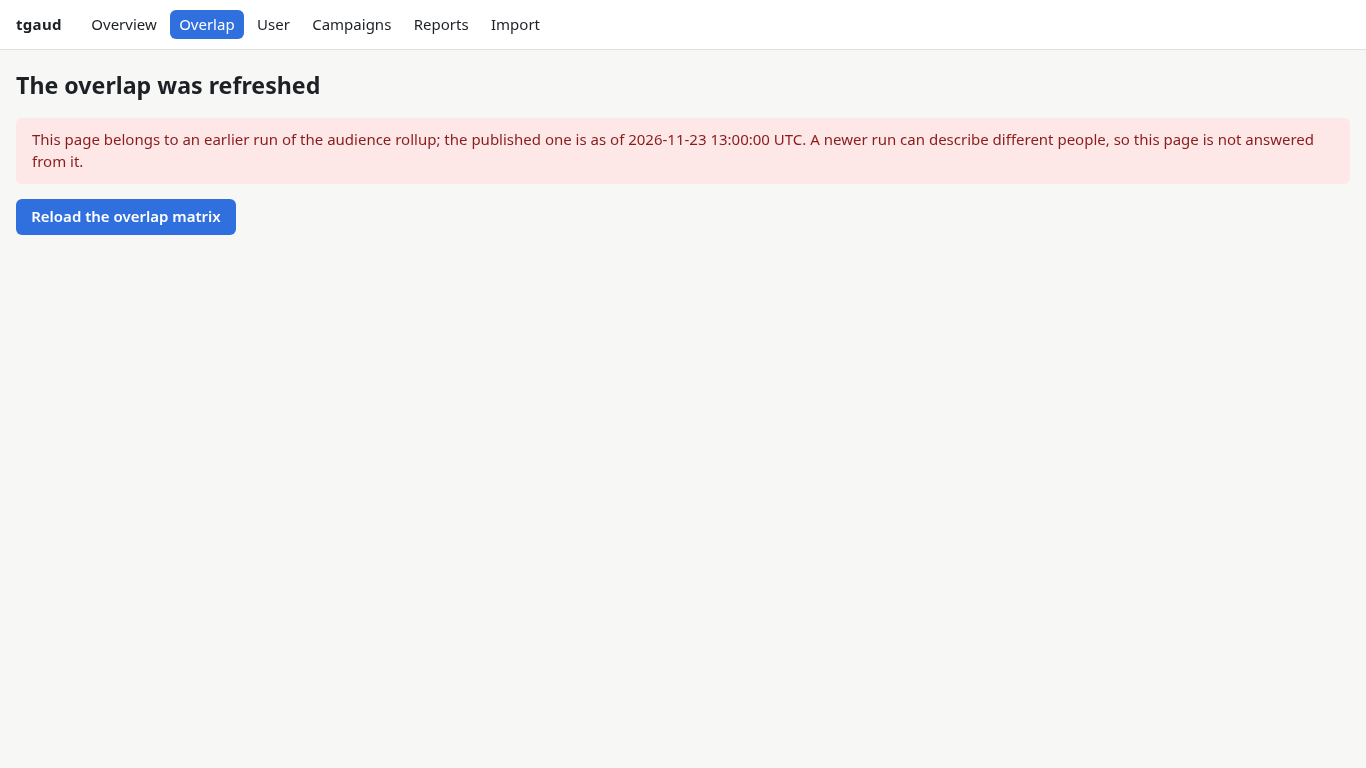 tgaud Overview Overlap User Campaigns Reports Import
The overlap was refreshed
This page belongs to an earlier run of the audience rollup; the published one is as of 2026-11-23 13:00:00 UTC. A newer run can describe different people, so this page is not answered
from it.
Reload the overlap matrix